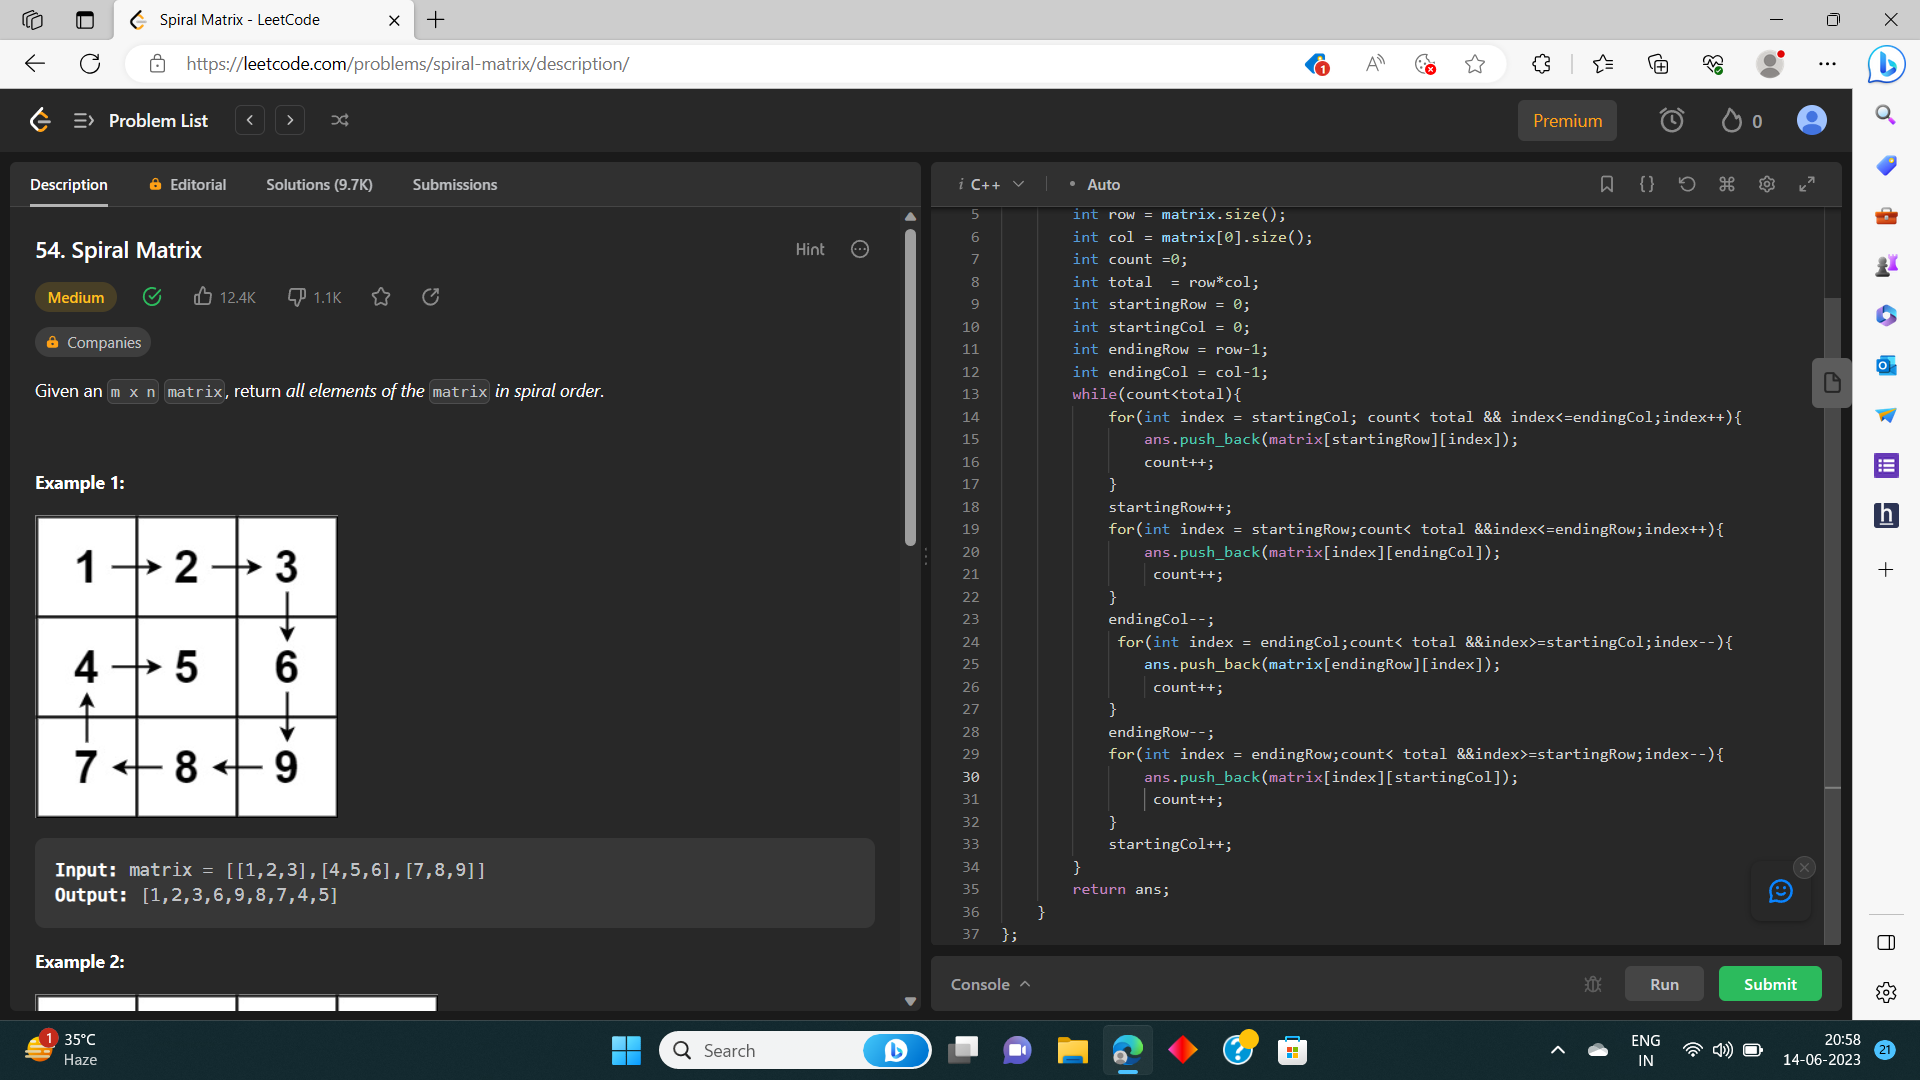 Spiral Matrix - LeetCode
https://leetcode.com/problems/spiral-matrix/description/
1
Problem List
Premium
0
Description
Editorial
Solutions (9.7K)
Submissions
54. Spiral Matrix
Hint
Medium
12.4K
1.1K
Companies
Given an m x n matrix, return all elements of the matrix in spiral order.
Example 1:
1 2 3
4 5 6
7 8 9
Input: matrix = [[1,2,3],[4,5,6],[7,8,9]]
Output: [1,2,3,6,9,8,7,4,5]
Example 2:
i C++
• Auto
5 int row = matrix.size();
6 int col = matrix[0].size();
7 int count =0;
8 int total  = row*col;
9 int startingRow = 0;
10 int startingCol = 0;
11 int endingRow = row-1;
12 int endingCol = col-1;
13 while(count<total){
14 for(int index = startingCol; count< total && index<=endingCol;index++){
15 ans.push_back(matrix[startingRow][index]);
16 count++;
17 }
18 startingRow++;
19 for(int index = startingRow;count< total &&index<=endingRow;index++){
20 ans.push_back(matrix[index][endingCol]);
21 count++;
22 }
23 endingCol--;
24 for(int index = endingCol;count< total &&index>=startingCol;index--){
25 ans.push_back(matrix[endingRow][index]);
26 count++;
27 }
28 endingRow--;
29 for(int index = endingRow;count< total &&index>=startingRow;index--){
30 ans.push_back(matrix[index][startingCol]);
31 count++;
32 }
33 startingCol++;
34 }
35 return ans;
36 }
37 };
Console
Run
Submit
1
35°C
Haze
Search
ENG
IN
20:58
14-06-2023
21